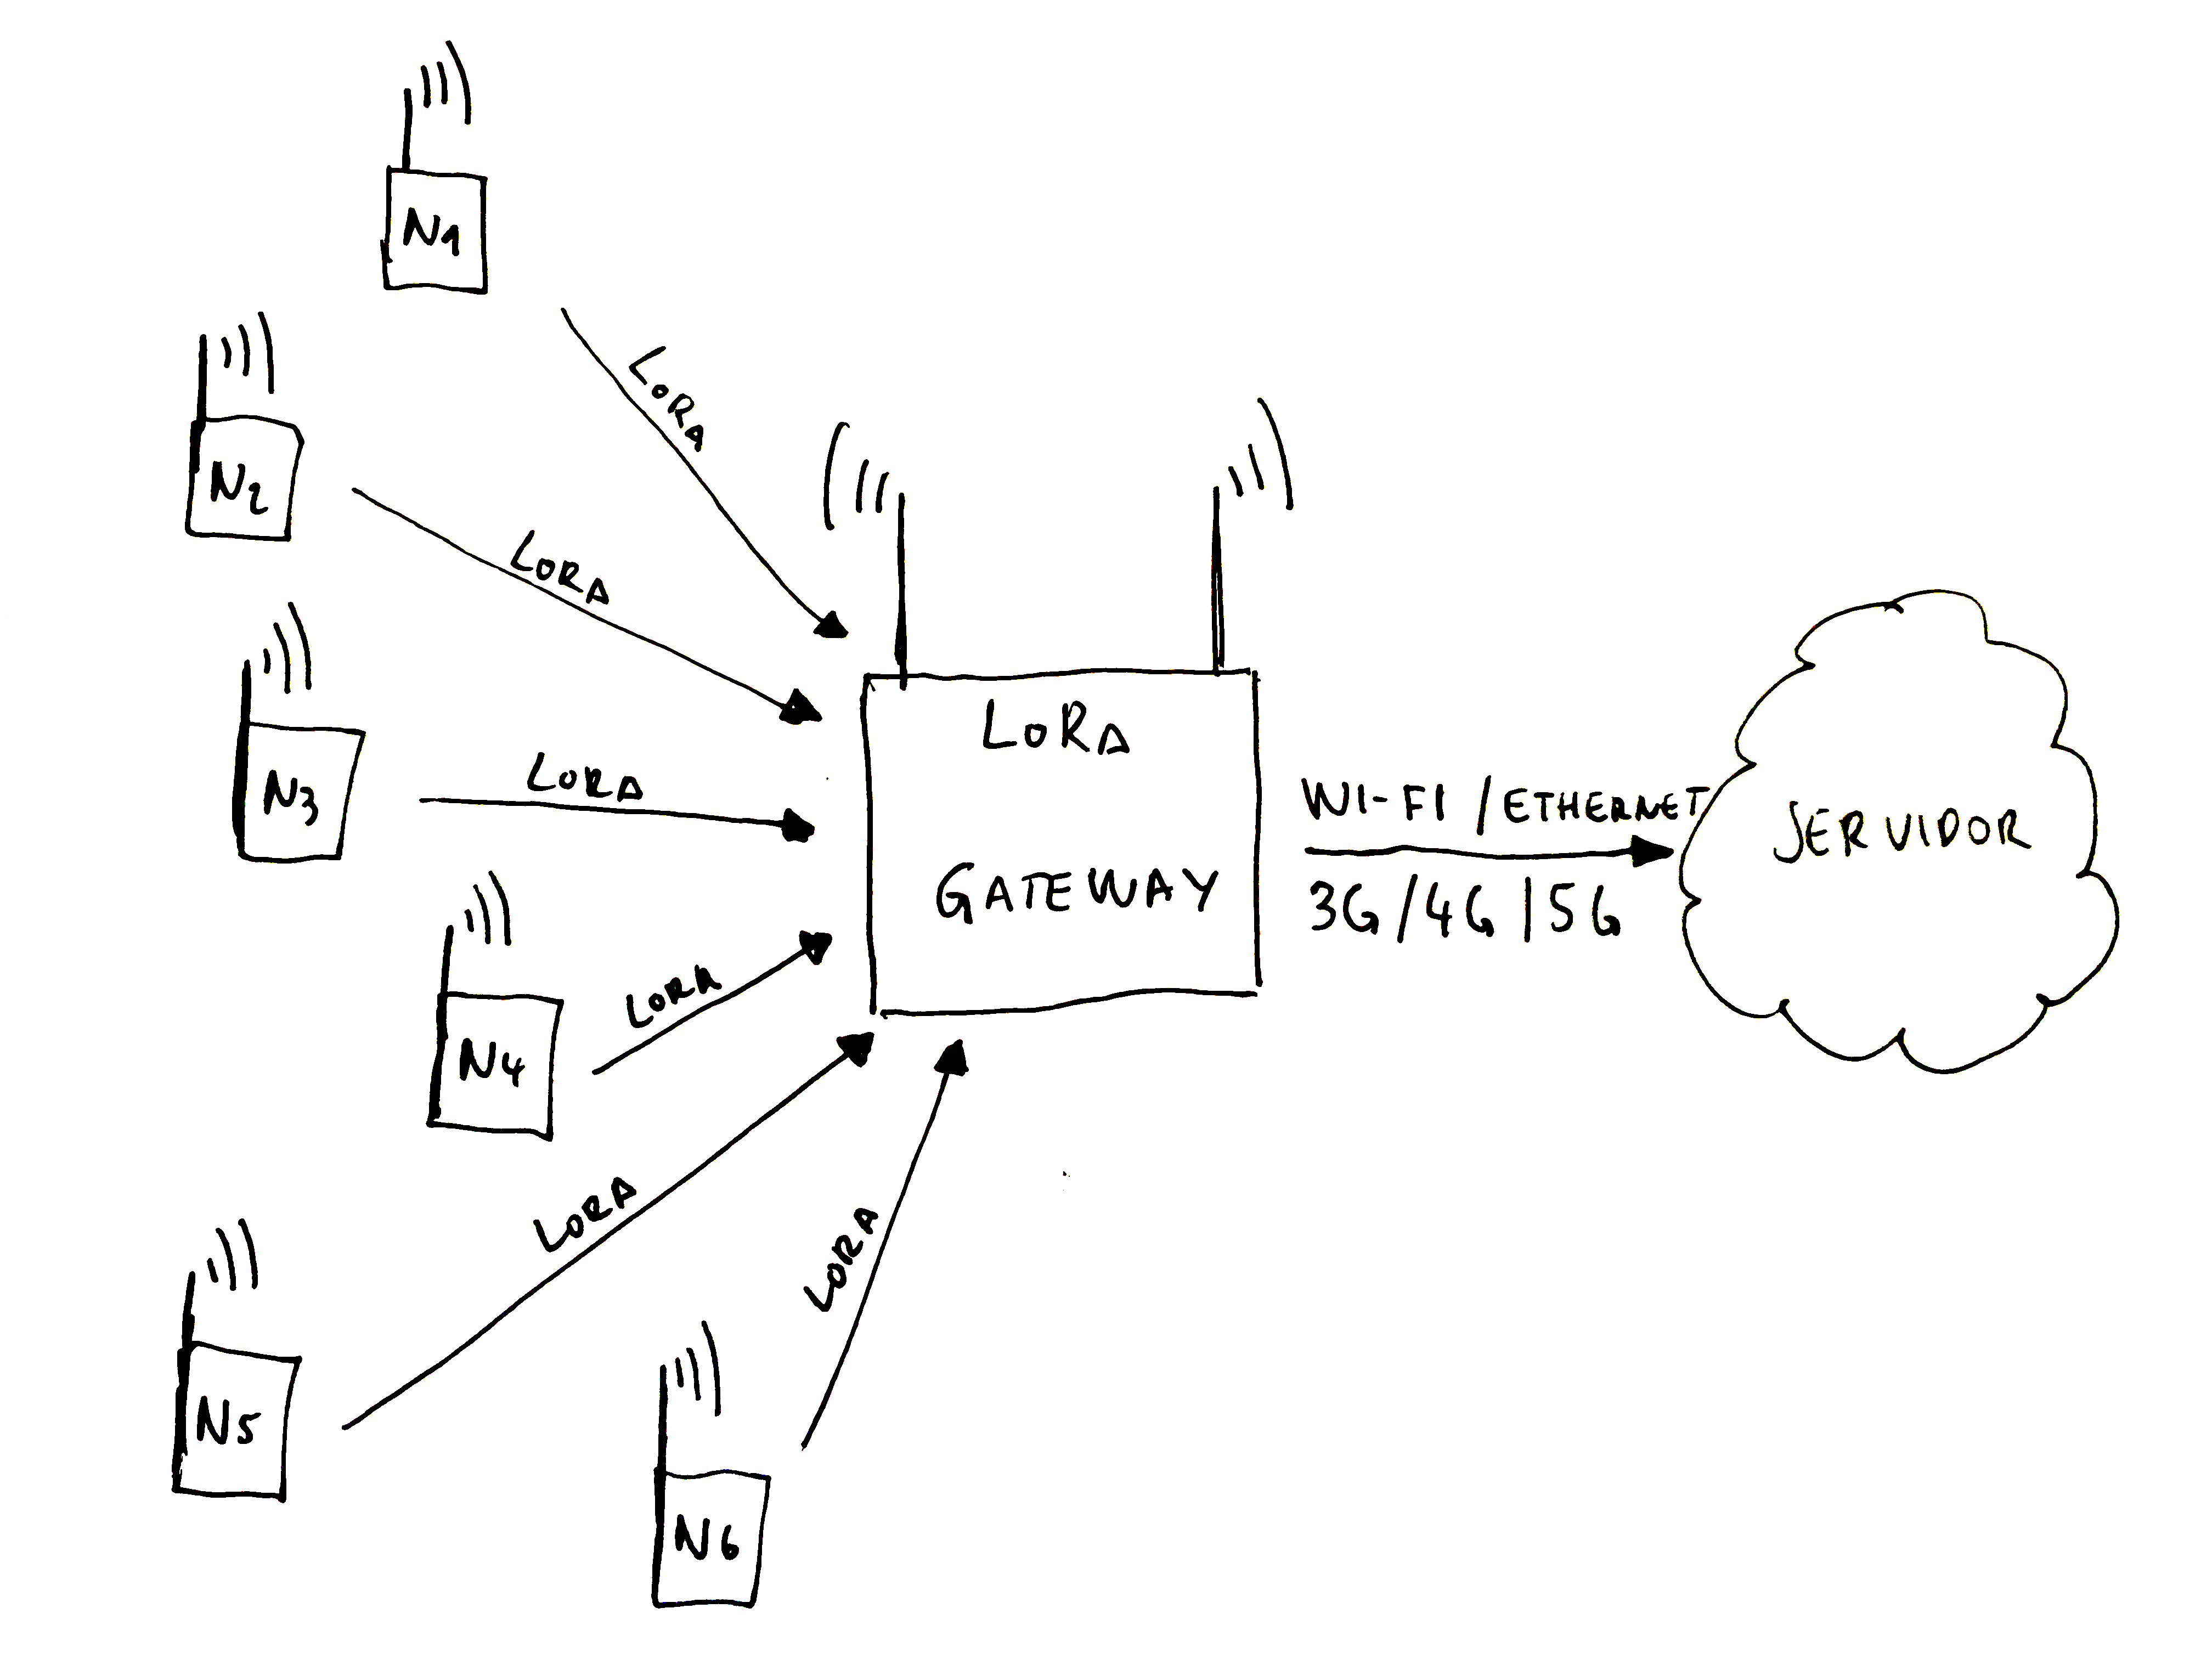 N1
LORA
N2
LORA
N3
LORA
N4
LORA
N5
LORA
N6
LORA
LORA
GATEWAY
WI-FI / ETHERNET
3G/4G|5G
SERVIDOR